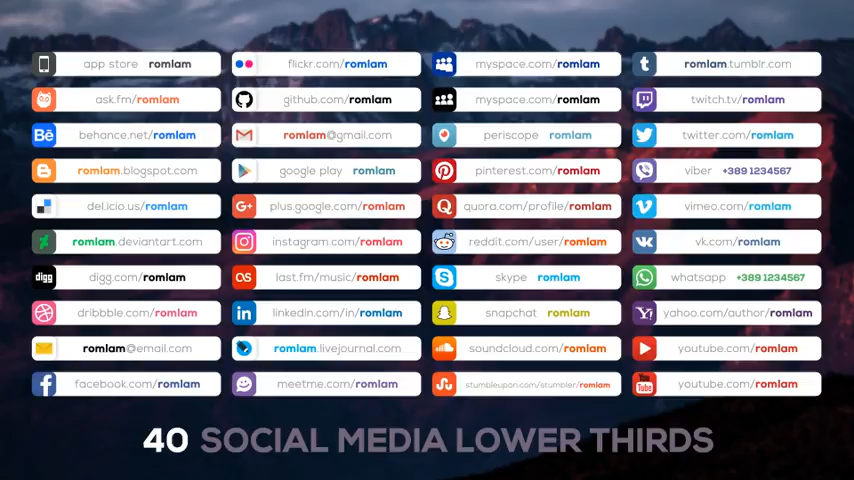 app store romlam
ask.fm/romlam
Bē behance.net/romlam
romlam.blogspot.com
del.icio.us/romlam
romlam.deviantart.com
digg digg.com/romlam
dribbble.com/romlam
romlam@email.com
f facebook.com/romlam
flickr.com/romlam
github.com/romlam
romlam@gmail.com
google play romlam
G+ plus.google.com/romlam
instagram.com/romlam
last.fm/music/romlam
in linkedin.com/in/romlam
romlam.livejournal.com
meetme.com/romlam
myspace.com/romlam
myspace.com/romlam
periscope romlam
pinterest.com/romlam
quora.com/profile/romlam
reddit.com/user/romlam
S skype romlam
snapchat romlam
soundcloud.com/romlam
stumbleupon.com/stumbler/romlam
t romlam.tumblr.com
twitch.tv/romlam
twitter.com/romlam
viber +389 1234567
vimeo.com/romlam
vk.com/romlam
whatsapp +389 1234567
Y! yahoo.com/author/romlam
youtube.com/romlam
You Tube youtube.com/romlam
40 SOCIAL MEDIA LOWER THIRDS